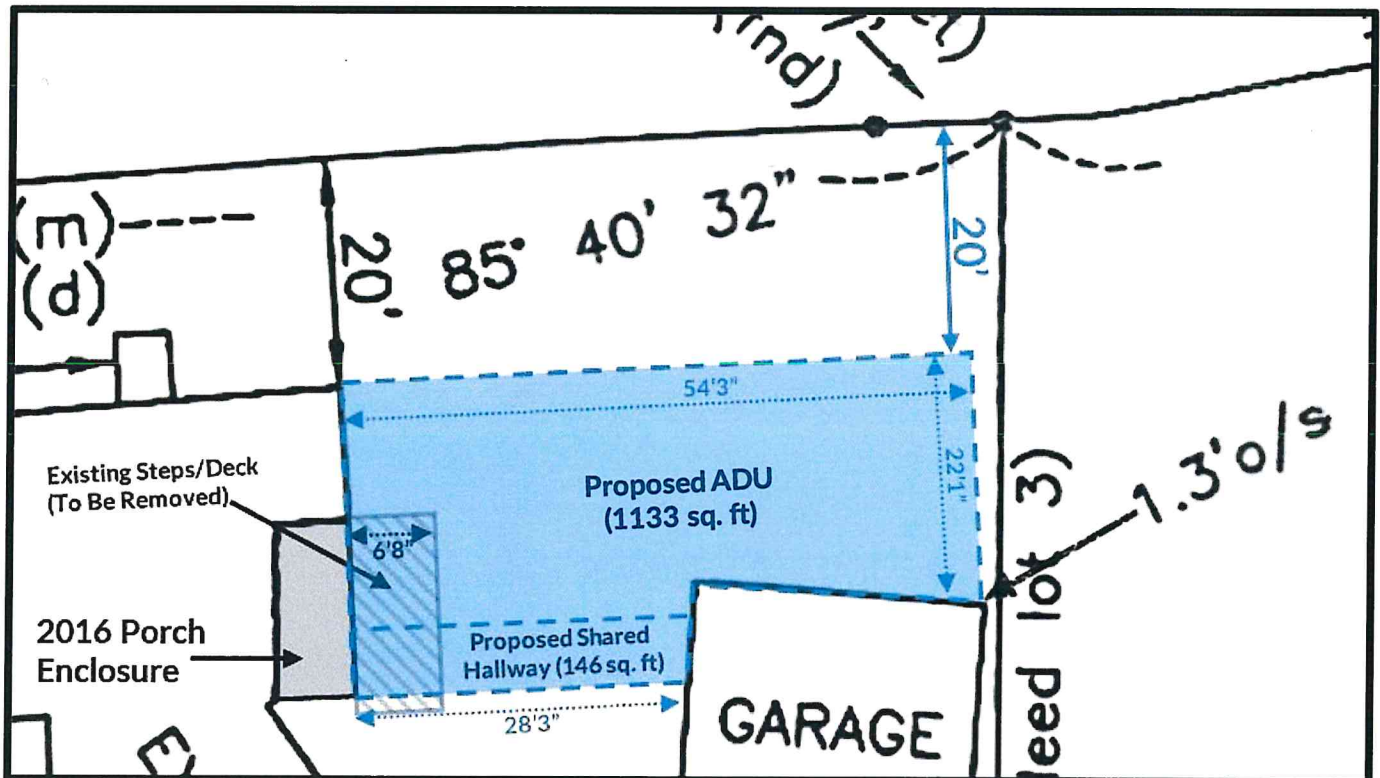 rnd)
(m)
(d)
20'
85° 40' 32"
20'
54'3"
22'1"
Existing Steps/Deck
(To Be Removed)
Proposed ADU
(1133 sq. ft)
6'8"
1.3' o/s
2016 Porch
Enclosure
Proposed Shared
Hallway (146 sq. ft)
28'3"
GARAGE
deed lot 3)